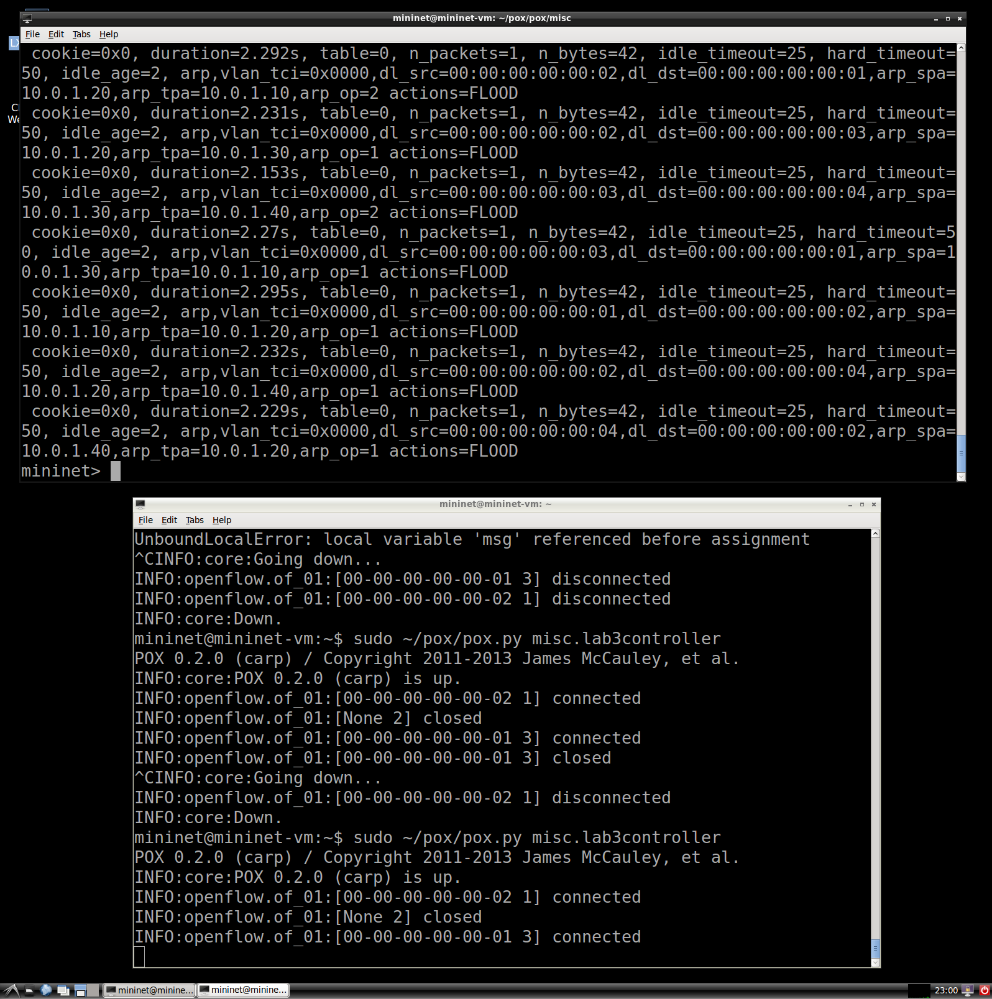 mininet@mininet-vm: ~/pox/pox/misc
File Edit Tabs Help
LX
 cookie=0x0, duration=2.292s, table=0, n_packets=1, n_bytes=42, idle_timeout=25, hard_timeout=
50, idle_age=2, arp,vlan_tci=0x0000,dl_src=00:00:00:00:00:02,dl_dst=00:00:00:00:00:01,arp_spa=
10.0.1.20,arp_tpa=10.0.1.10,arp_op=2 actions=FLOOD
 cookie=0x0, duration=2.231s, table=0, n_packets=1, n_bytes=42, idle_timeout=25, hard_timeout=
50, idle_age=2, arp,vlan_tci=0x0000,dl_src=00:00:00:00:00:02,dl_dst=00:00:00:00:00:03,arp_spa=
10.0.1.20,arp_tpa=10.0.1.30,arp_op=1 actions=FLOOD
 cookie=0x0, duration=2.153s, table=0, n_packets=1, n_bytes=42, idle_timeout=25, hard_timeout=
50, idle_age=2, arp,vlan_tci=0x0000,dl_src=00:00:00:00:00:03,dl_dst=00:00:00:00:00:04,arp_spa=
10.0.1.30,arp_tpa=10.0.1.40,arp_op=2 actions=FLOOD
 cookie=0x0, duration=2.27s, table=0, n_packets=1, n_bytes=42, idle_timeout=25, hard_timeout=5
0, idle_age=2, arp,vlan_tci=0x0000,dl_src=00:00:00:00:00:03,dl_dst=00:00:00:00:00:01,arp_spa=1
0.0.1.30,arp_tpa=10.0.1.10,arp_op=1 actions=FLOOD
 cookie=0x0, duration=2.295s, table=0, n_packets=1, n_bytes=42, idle_timeout=25, hard_timeout=
50, idle_age=2, arp,vlan_tci=0x0000,dl_src=00:00:00:00:00:01,dl_dst=00:00:00:00:00:02,arp_spa=
10.0.1.10,arp_tpa=10.0.1.20,arp_op=1 actions=FLOOD
 cookie=0x0, duration=2.232s, table=0, n_packets=1, n_bytes=42, idle_timeout=25, hard_timeout=
50, idle_age=2, arp,vlan_tci=0x0000,dl_src=00:00:00:00:00:02,dl_dst=00:00:00:00:00:04,arp_spa=
10.0.1.20,arp_tpa=10.0.1.40,arp_op=1 actions=FLOOD
 cookie=0x0, duration=2.229s, table=0, n_packets=1, n_bytes=42, idle_timeout=25, hard_timeout=
50, idle_age=2, arp,vlan_tci=0x0000,dl_src=00:00:00:00:00:04,dl_dst=00:00:00:00:00:02,arp_spa=
10.0.1.40,arp_tpa=10.0.1.20,arp_op=1 actions=FLOOD
mininet>
mininet@mininet-vm: ~
File Edit Tabs Help
UnboundLocalError: local variable 'msg' referenced before assignment
^CINFO:core:Going down...
INFO:openflow.of_01:[00-00-00-00-00-01 3] disconnected
INFO:openflow.of_01:[00-00-00-00-00-02 1] disconnected
INFO:core:Down.
mininet@mininet-vm:~$ sudo ~/pox/pox.py misc.lab3controller
POX 0.2.0 (carp) / Copyright 2011-2013 James McCauley, et al.
INFO:core:POX 0.2.0 (carp) is up.
INFO:openflow.of_01:[00-00-00-00-00-02 1] connected
INFO:openflow.of_01:[None 2] closed
INFO:openflow.of_01:[00-00-00-00-00-01 3] connected
INFO:openflow.of_01:[00-00-00-00-00-01 3] closed
^CINFO:core:Going down...
INFO:openflow.of_01:[00-00-00-00-00-02 1] disconnected
INFO:core:Down.
mininet@mininet-vm:~$ sudo ~/pox/pox.py misc.lab3controller
POX 0.2.0 (carp) / Copyright 2011-2013 James McCauley, et al.
INFO:core:POX 0.2.0 (carp) is up.
INFO:openflow.of_01:[00-00-00-00-00-02 1] connected
INFO:openflow.of_01:[None 2] closed
INFO:openflow.of_01:[00-00-00-00-00-01 3] connected
mininet@minine... mininet@minine... 23:00